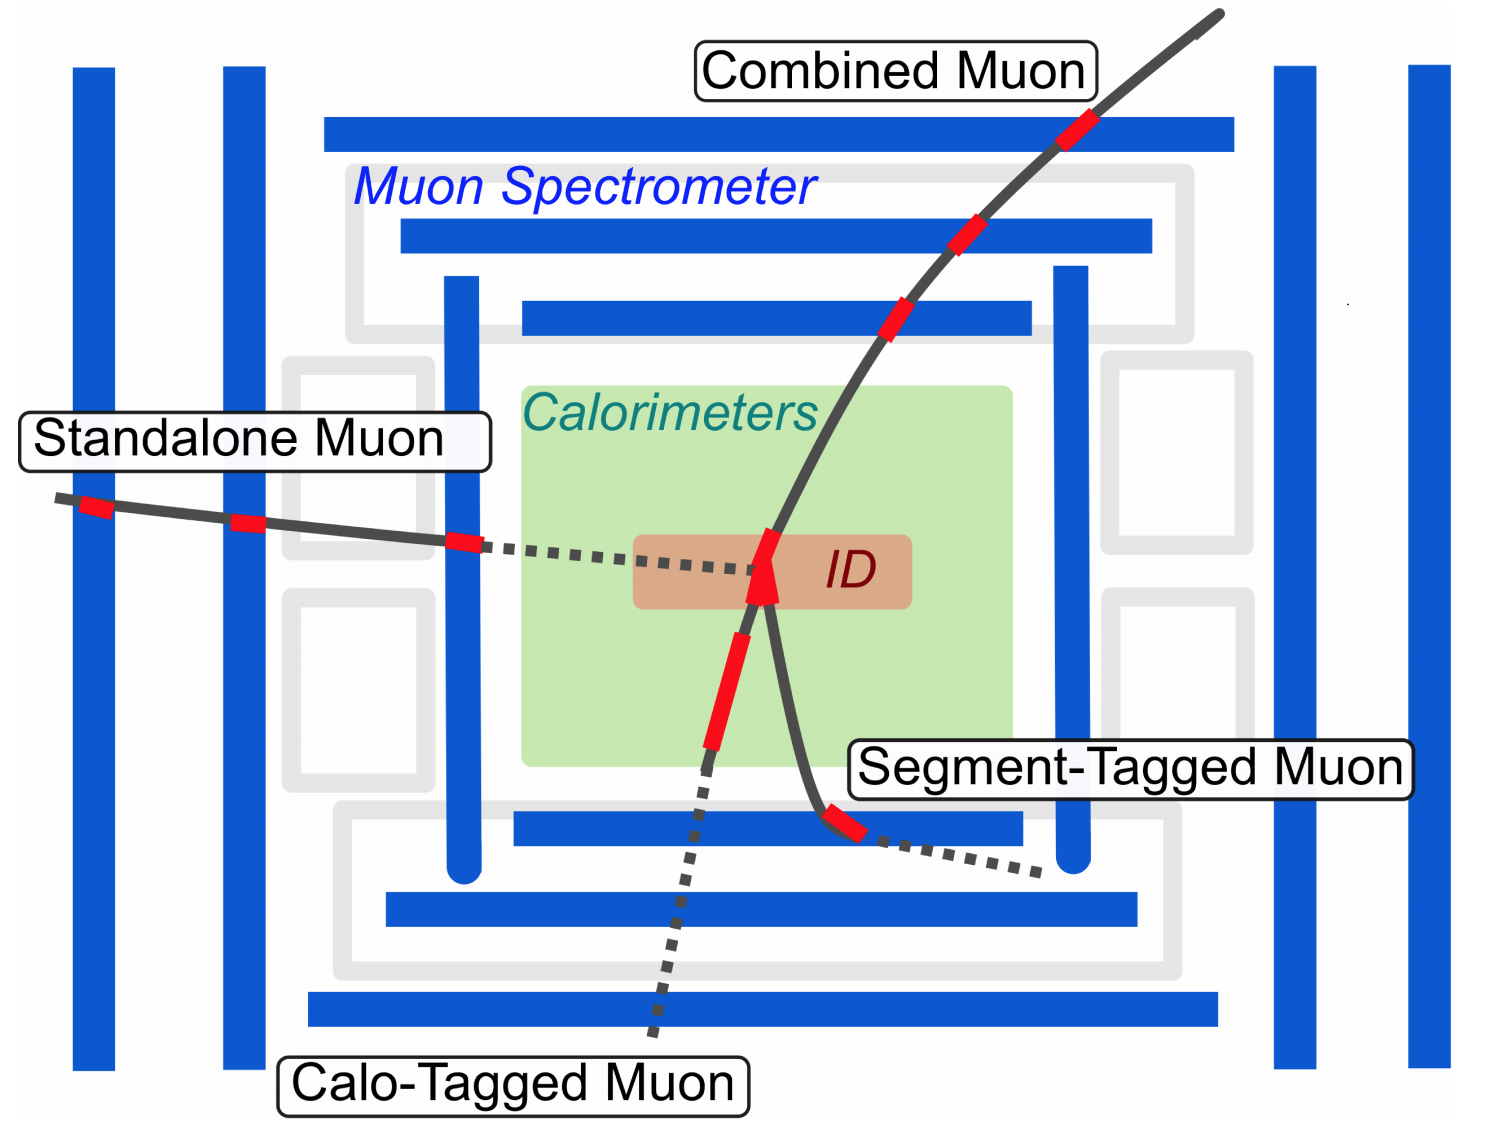 Combined Muon
Muon Spectrometer
Calorimeters
Standalone Muon
ID
Segment-Tagged Muon
Calo-Tagged Muon